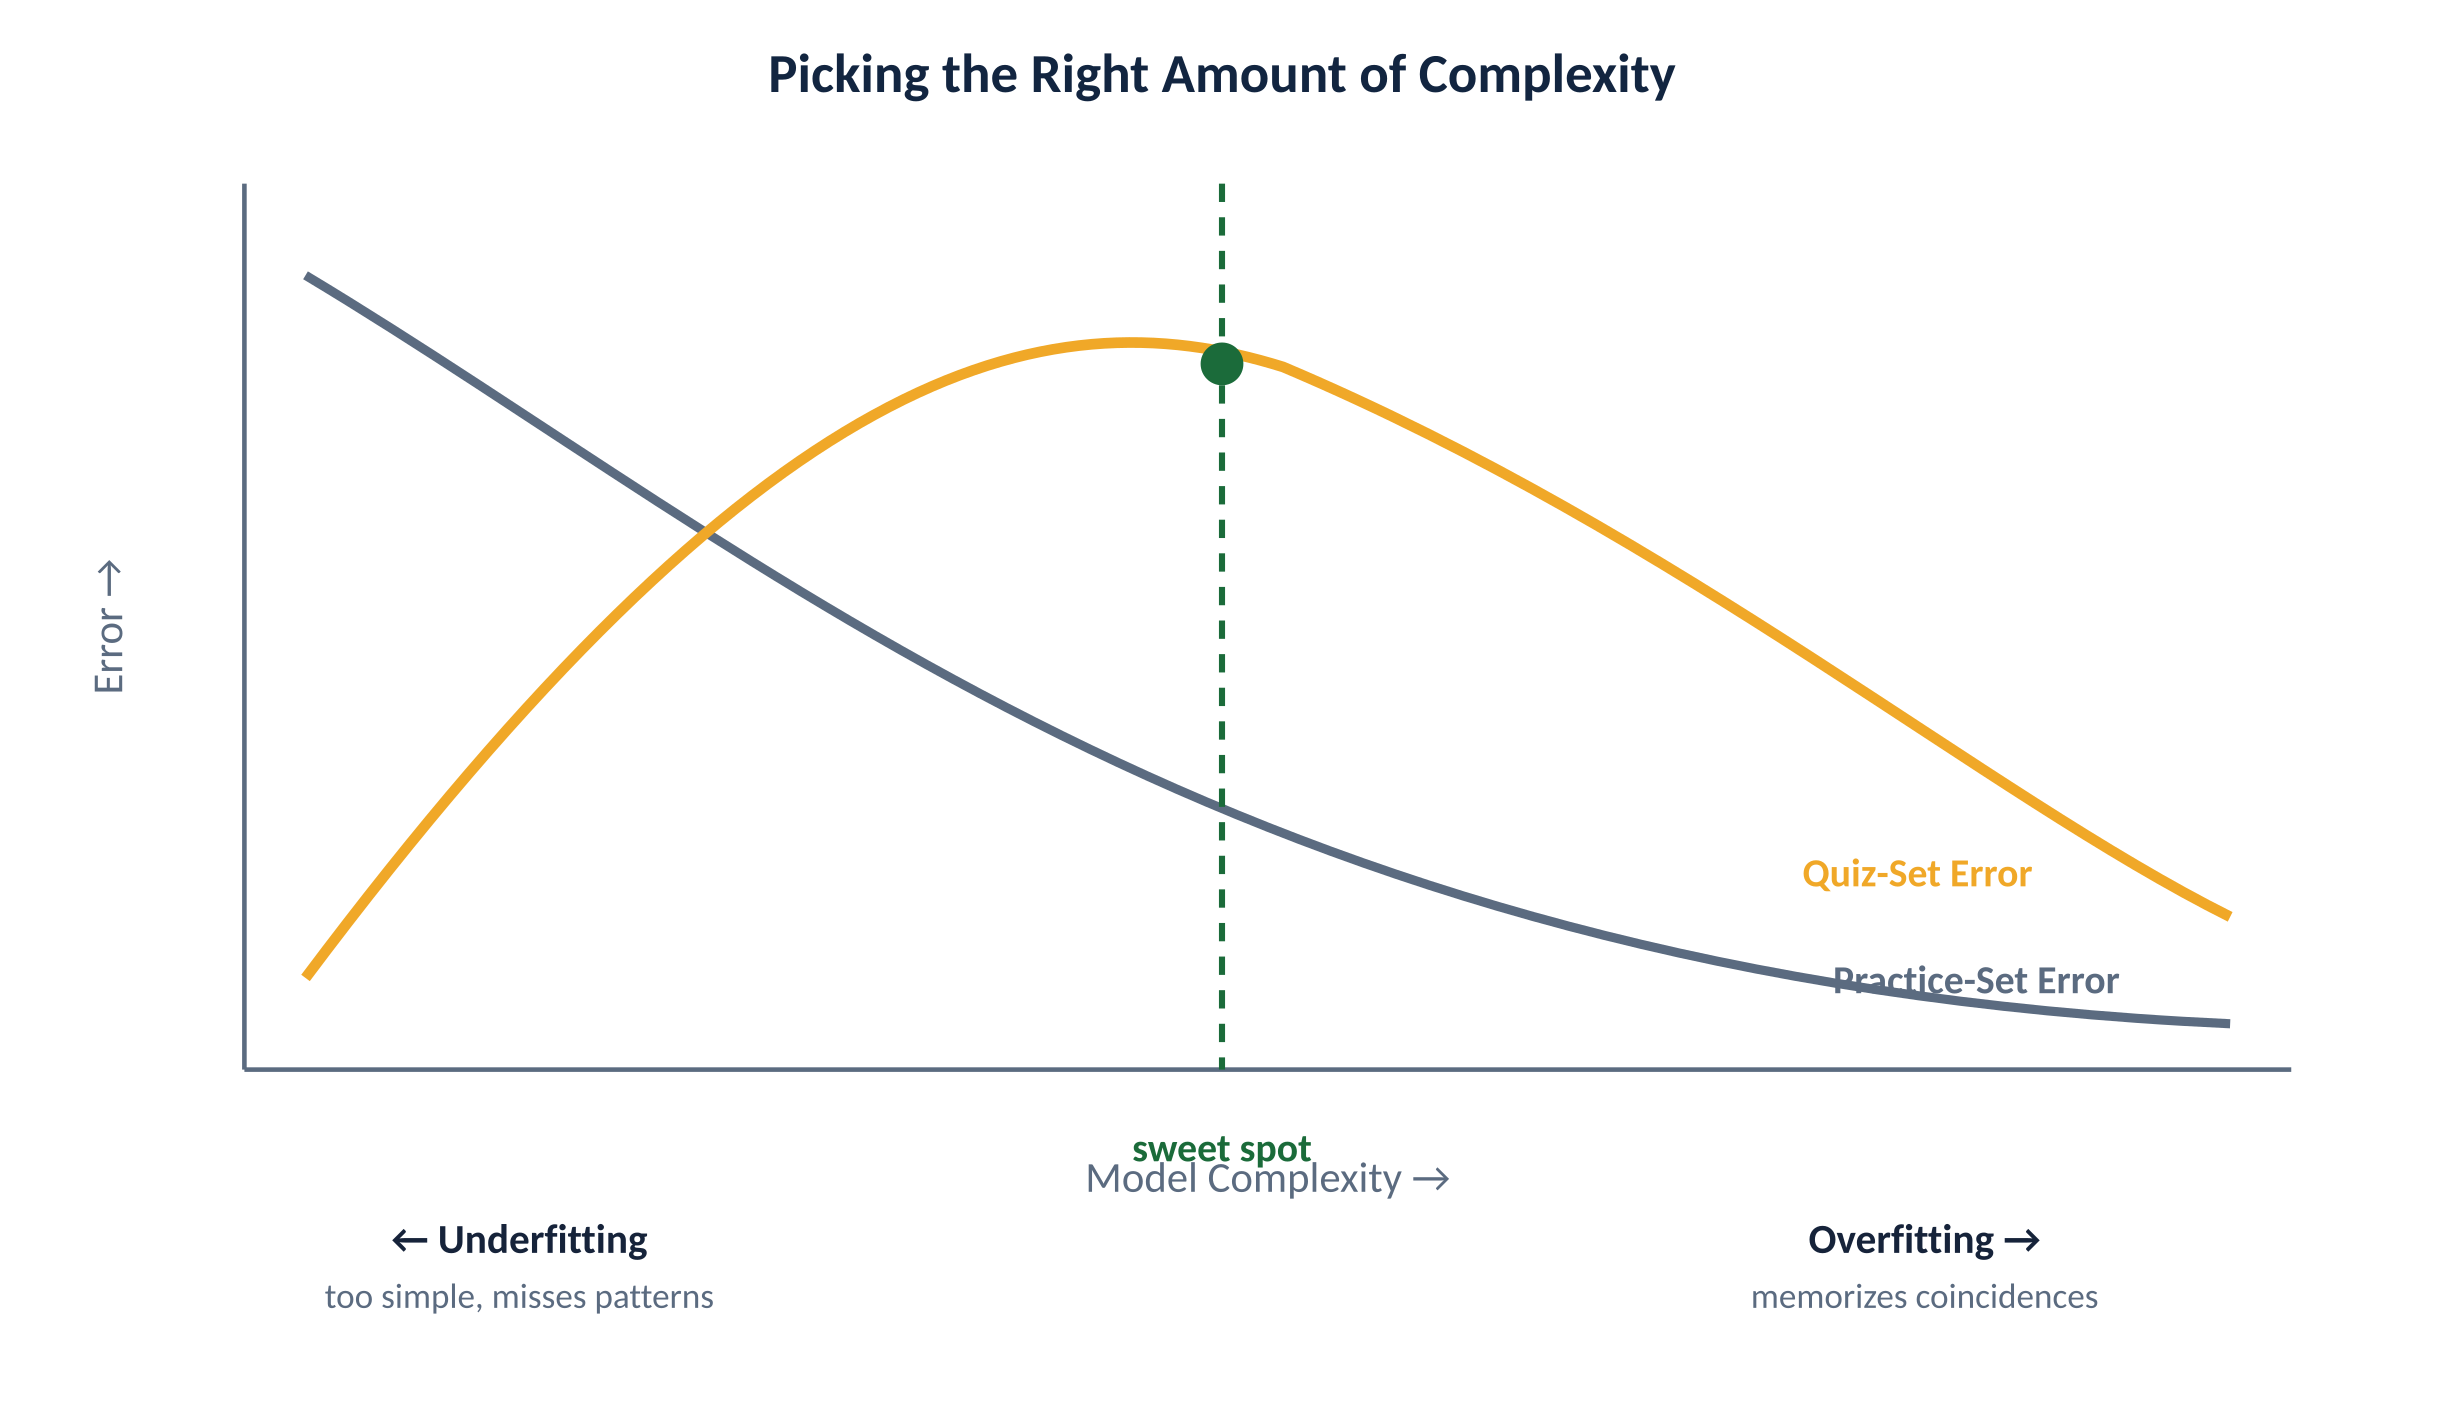 Picking the Right Amount of Complexity
Error →
Quiz-Set Error
Practice-Set Error
sweet spot
Model Complexity →
← Underfitting
too simple, misses patterns
Overfitting →
memorizes coincidences